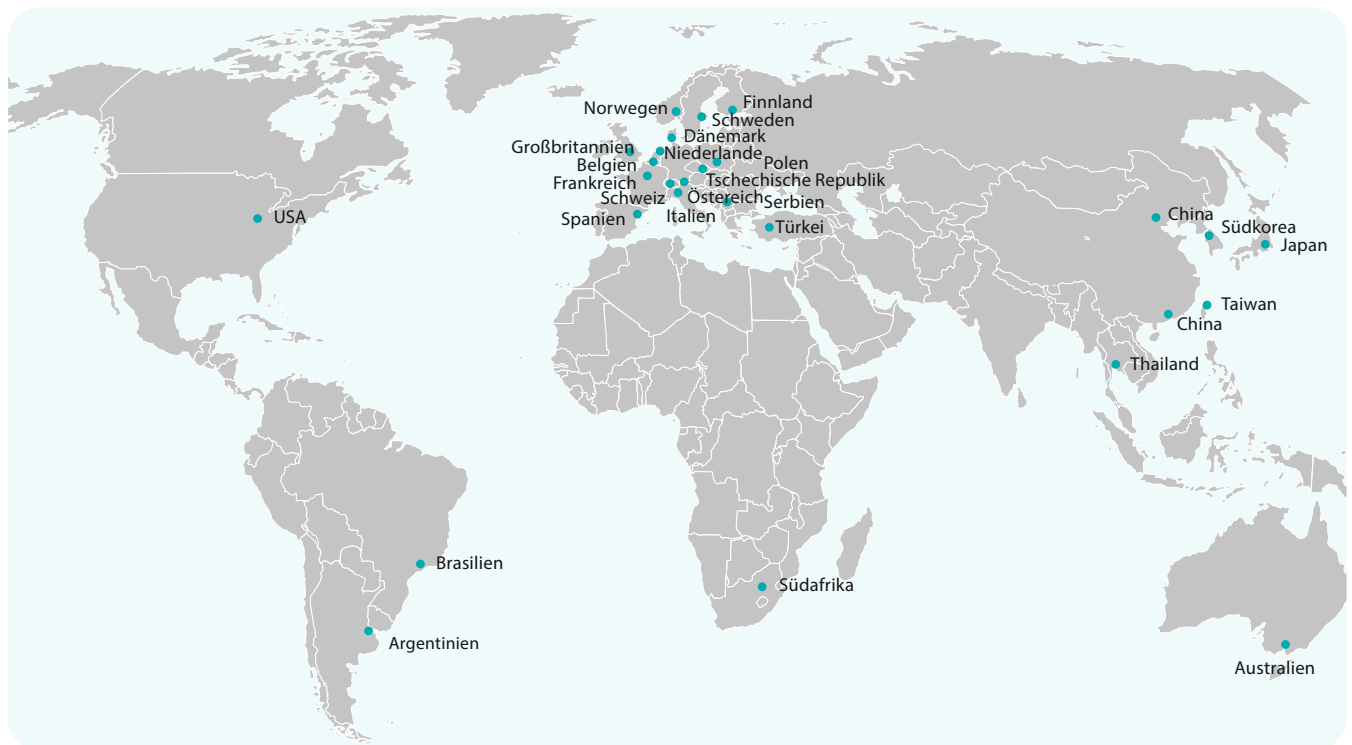 Norwegen
Finnland
Schweden
Dänemark
Großbritannien
Niederlande
Belgien
Polen
Frankreich
Tschechische Republik
Schweiz
Östereich
Serbien
Spanien
Italien
Türkei
USA
China
Südkorea
Japan
Taiwan
China
Thailand
Brasilien
Südafrika
Argentinien
Australien